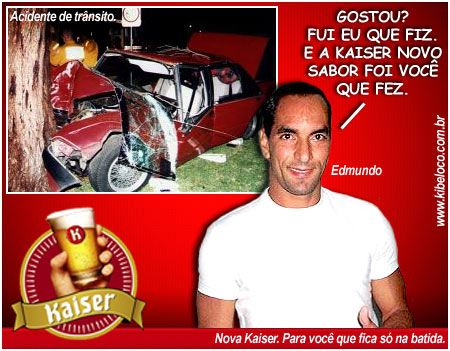 Acidente de trânsito.
GOSTOU?
FUI EU QUE FIZ.
E A KAISER NOVO
SABOR FOI VOCÊ
QUE FEZ.
Edmundo
www.kibeloco.com.br
K
Kaiser
Nova Kaiser. Para você que fica só na batida.